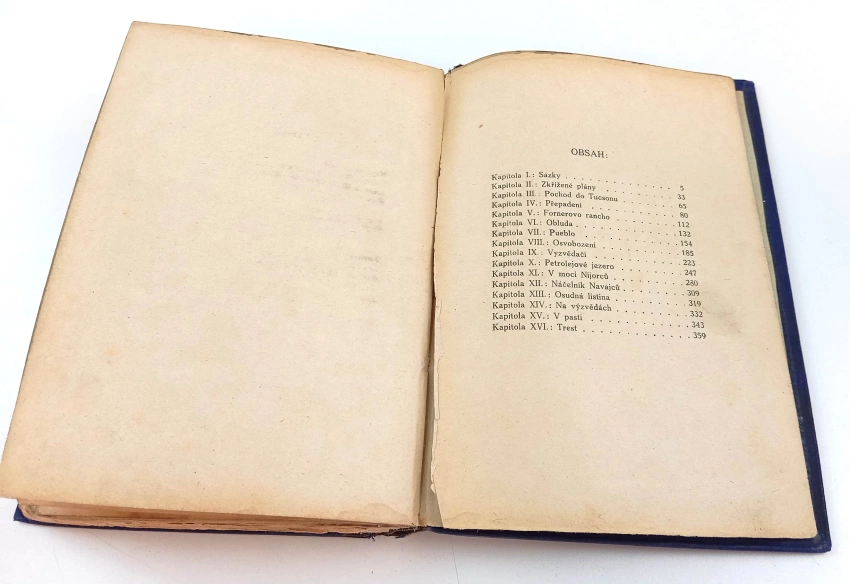 OBSAH:
Kapitola I.: Sázky . . . . . . . . . . . . . . 5
Kapitola II.: Zkřížené plány . . . . . . . . . . 33
Kapitola III.: Pochod do Tucsonu . . . . . . . 65
Kapitola IV.: Přepadení . . . . . . . . . . . . 80
Kapitola V.: Fornerovo rancho . . . . . . . . 112
Kapitola VI.: Obluda . . . . . . . . . . . . . 132
Kapitola VII.: Pueblo . . . . . . . . . . . . . 154
Kapitola VIII.: Osvobození . . . . . . . . . . 185
Kapitola IX.: Vyzvědači . . . . . . . . . . . . 223
Kapitola X.: Petrolejové jezero . . . . . . . . 247
Kapitola XI.: V moci Nijorců . . . . . . . . . 280
Kapitola XII.: Náčelník Navajců . . . . . . . . 309
Kapitola XIII.: Osudná listina . . . . . . . . . 319
Kapitola XIV.: Na výzvědách . . . . . . . . . 332
Kapitola XV.: V pasti . . . . . . . . . . . . . 343
Kapitola XVI.: Trest . . . . . . . . . . . . . 359